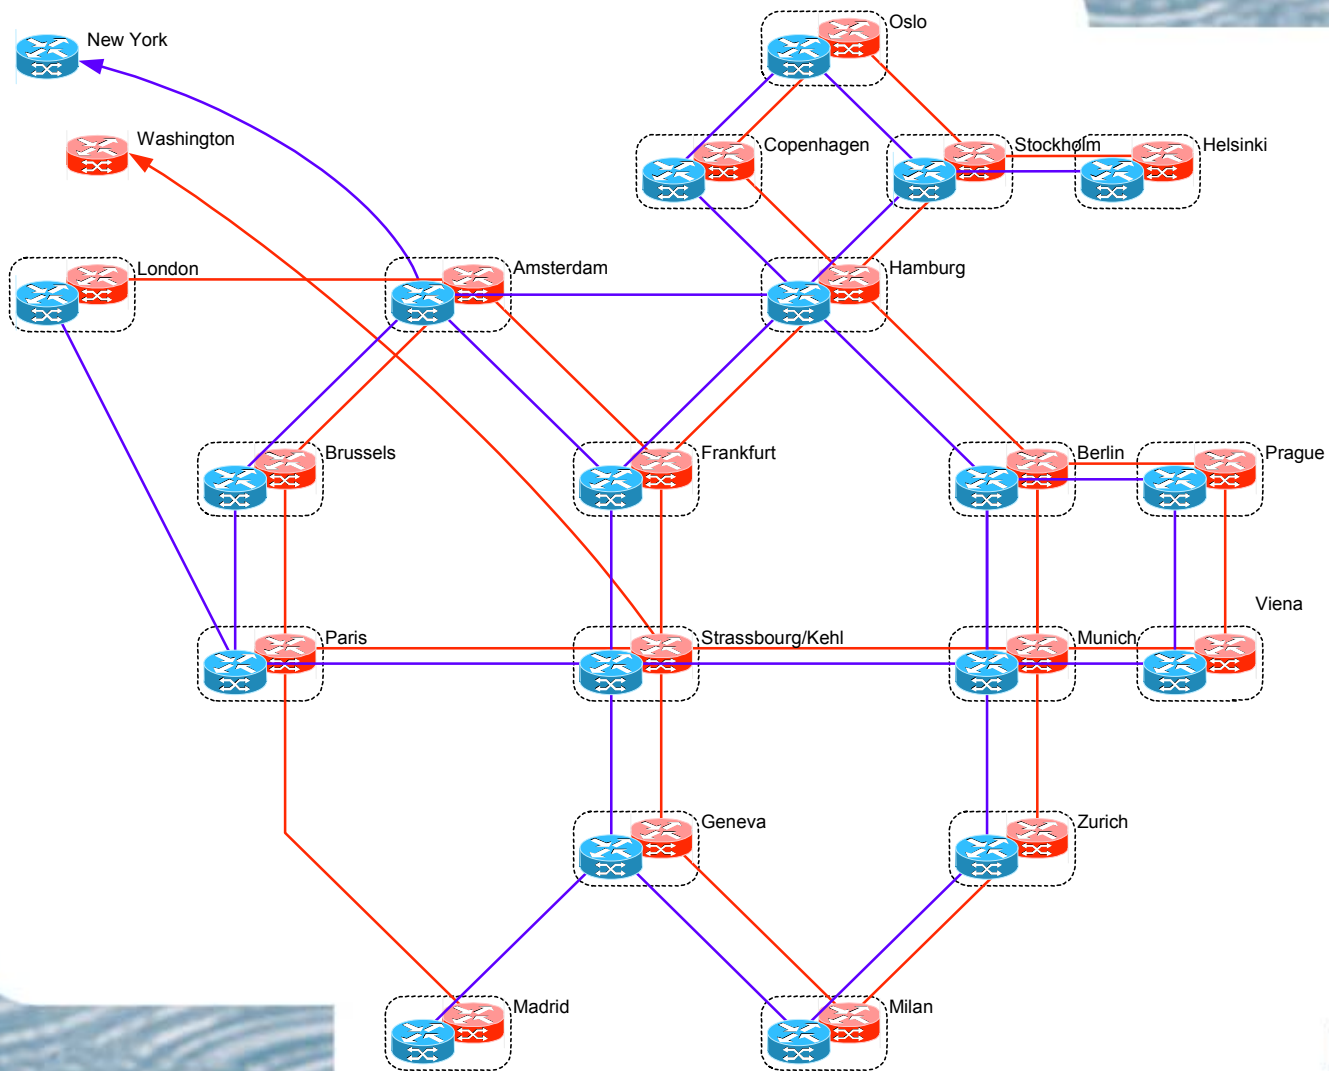 Oslo
New York
Washington
Copenhagen
Stockholm
Helsinki
London
Amsterdam
Hamburg
Brussels
Frankfurt
Berlin
Prague
Viena
Paris
Strassbourg/Kehl
Munich
Geneva
Zurich
Madrid
Milan